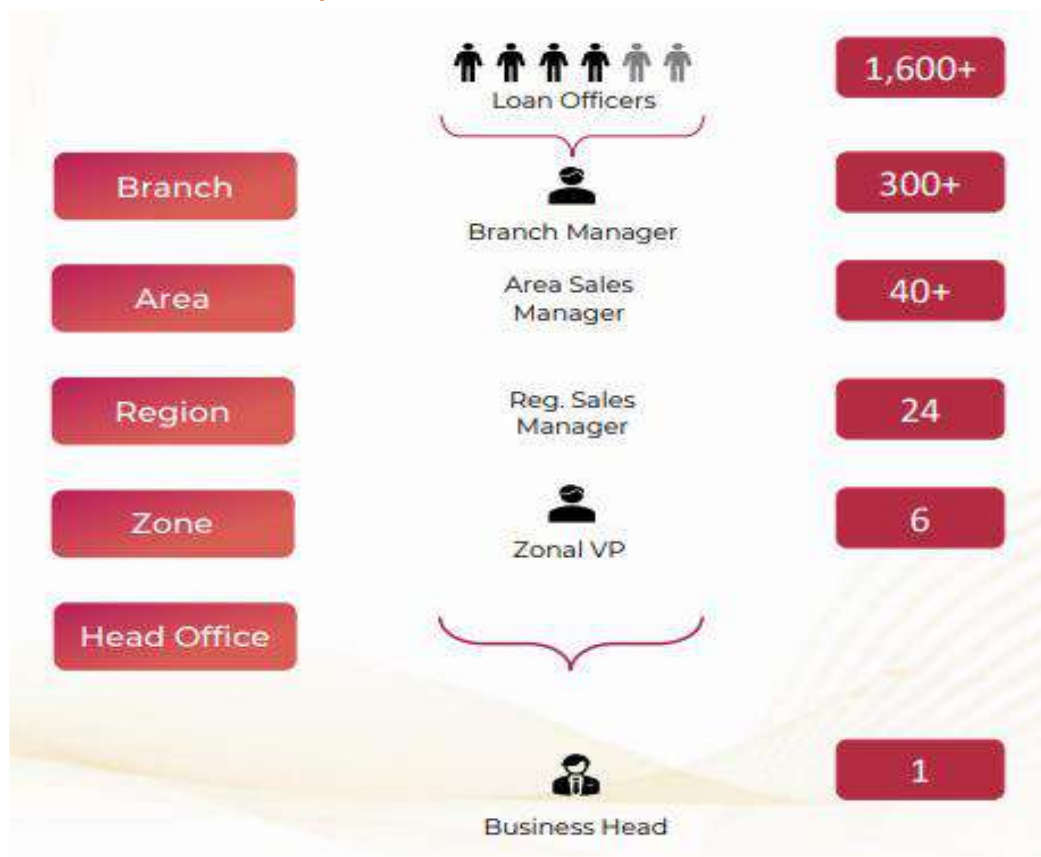 1,600+
Loan Officers
Branch
300+
Branch Manager
Area
Area Sales
Manager
40+
Region
Reg. Sales
Manager
24
Zone
6
Zonal VP
Head Office
1
Business Head